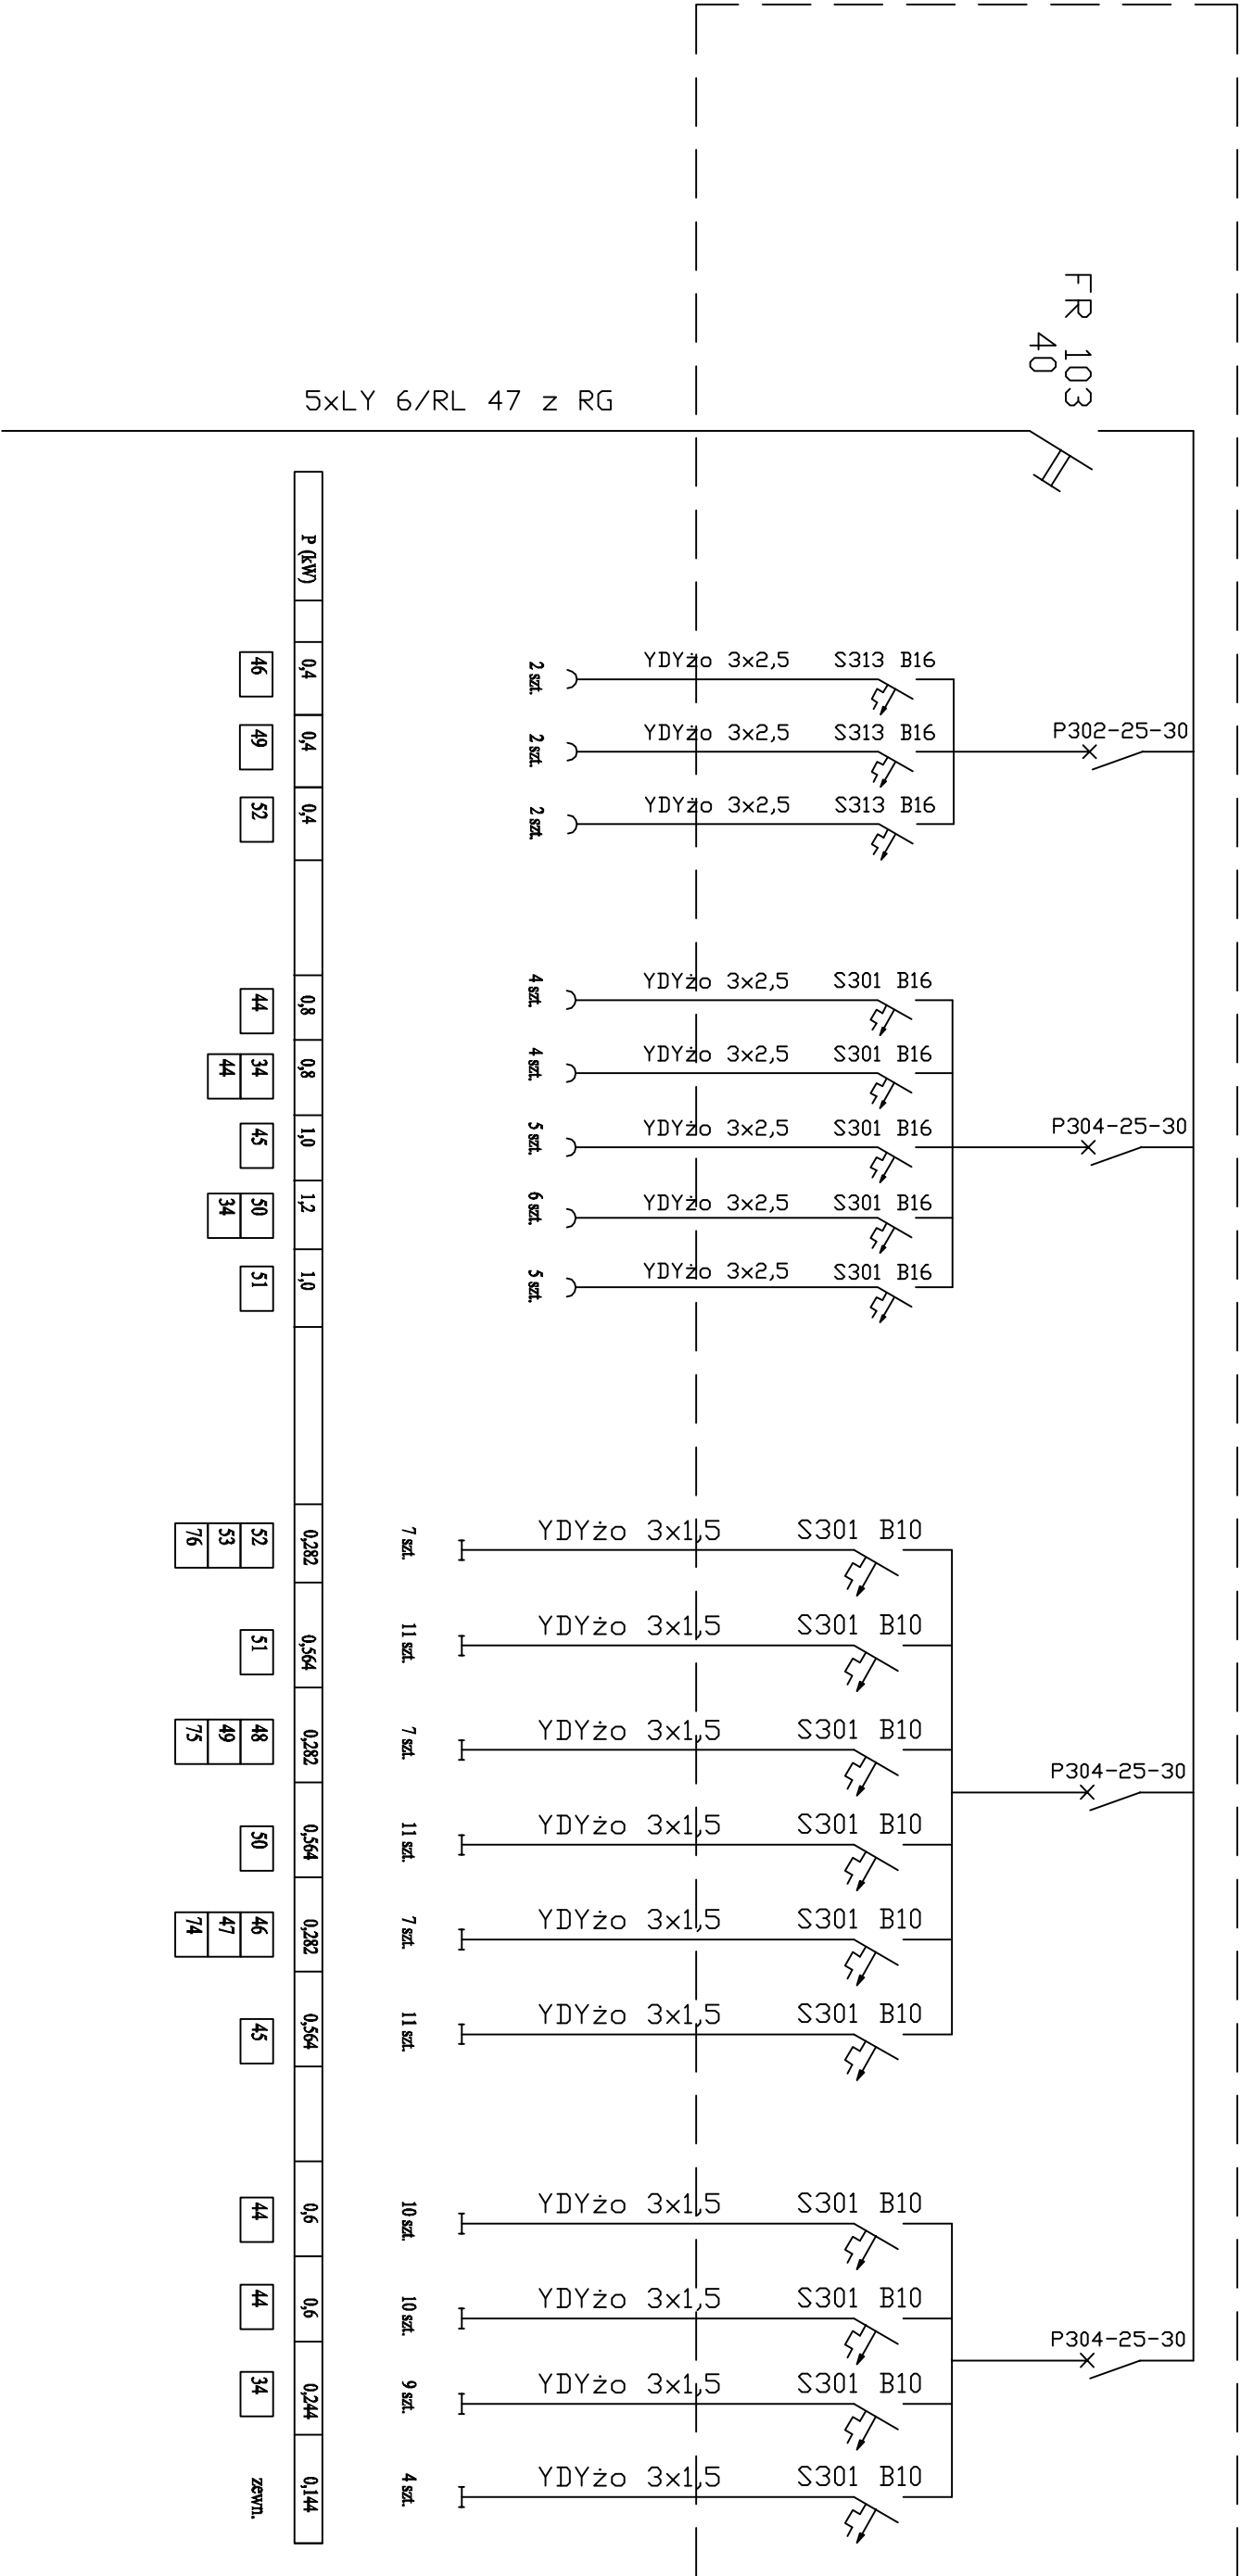 FR 103
40
5xLY 6/RL 47 z RG
P (kW)
P302-25-30
S313 B16
YDYżo 3x2,5
2 szt.
0,4
46
S313 B16
YDYżo 3x2,5
2 szt.
0,4
49
S313 B16
YDYżo 3x2,5
2 szt.
0,4
52
P304-25-30
S301 B16
YDYżo 3x2,5
4 szt.
0,8
44
S301 B16
YDYżo 3x2,5
4 szt.
0,8
34
44
S301 B16
YDYżo 3x2,5
5 szt.
1,0
45
S301 B16
YDYżo 3x2,5
6 szt.
1,2
50
34
S301 B16
YDYżo 3x2,5
5 szt.
1,0
51
P304-25-30
S301 B10
YDYżo 3x1,5
7 szt.
0,282
52
53
76
S301 B10
YDYżo 3x1,5
11 szt.
0,564
51
S301 B10
YDYżo 3x1,5
7 szt.
0,282
48
49
75
S301 B10
YDYżo 3x1,5
11 szt.
0,564
50
S301 B10
YDYżo 3x1,5
7 szt.
0,282
46
47
74
S301 B10
YDYżo 3x1,5
11 szt.
0,564
45
P304-25-30
S301 B10
YDYżo 3x1,5
10 szt.
0,6
44
S301 B10
YDYżo 3x1,5
10 szt.
0,6
44
S301 B10
YDYżo 3x1,5
9 szt.
0,244
34
S301 B10
YDYżo 3x1,5
4 szt.
0,144
zewn.